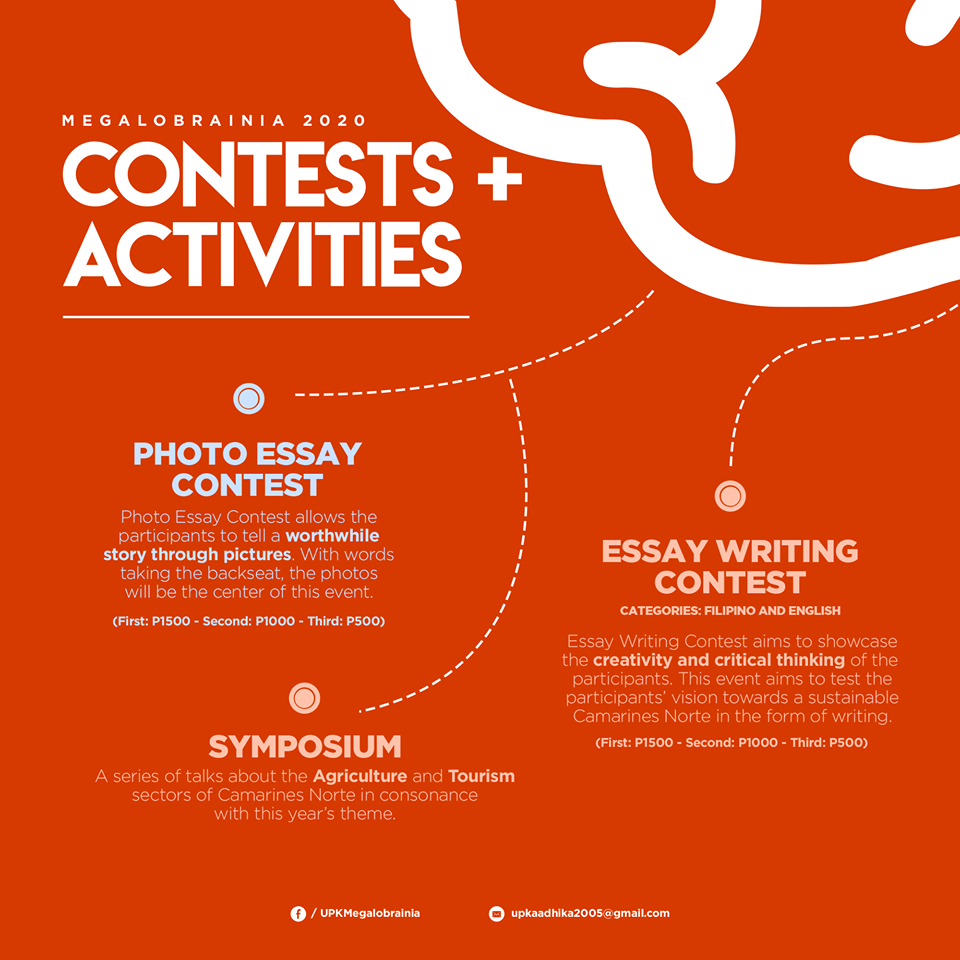 MEGALOBRAINIA 2020
CONTESTS +
ACTIVITIES
PHOTO ESSAY
CONTEST
Photo Essay Contest allows the
participants to tell a worthwhile
story through pictures. With words
taking the backseat, the photos
will be the center of this event.
(First: P1500 - Second: P1000 - Third: P500)
ESSAY WRITING
CONTEST
CATEGORIES: FILIPINO AND ENGLISH
Essay Writing Contest aims to showcase
the creativity and critical thinking of the
participants. This event aims to test the
participants' vision towards a sustainable
Camarines Norte in the form of writing.
(First: P1500 - Second: P1000 - Third: P500)
SYMPOSIUM
A series of talks about the Agriculture and Tourism
sectors of Camarines Norte in consonance
with this year's theme.
/ UPKMegalobrainia
upkaadhika2005@gmail.com